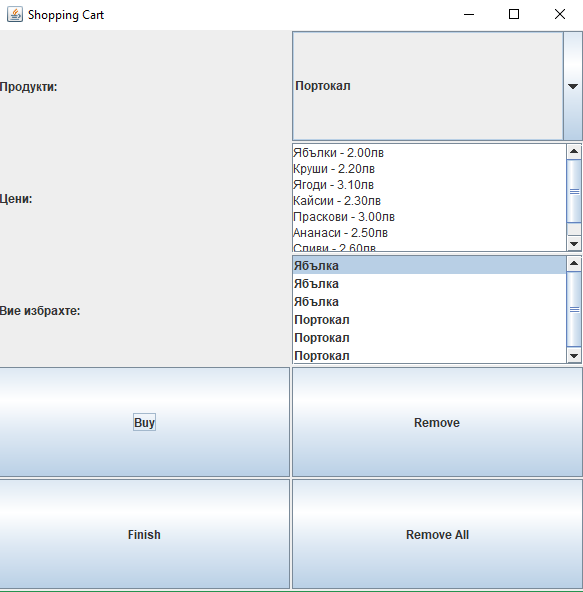 Shopping Cart
Продукти:
Портокал
Цени:
Ябълки - 2.00лв
Круши - 2.20лв
Ягоди - 3.10лв
Кайсии - 2.30лв
Праскови - 3.00лв
Ананаси - 2.50лв
Сливи - 2.60лв
Вие избрахте:
Ябълка
Ябълка
Ябълка
Портокал
Портокал
Портокал
Buy
Remove
Finish
Remove All